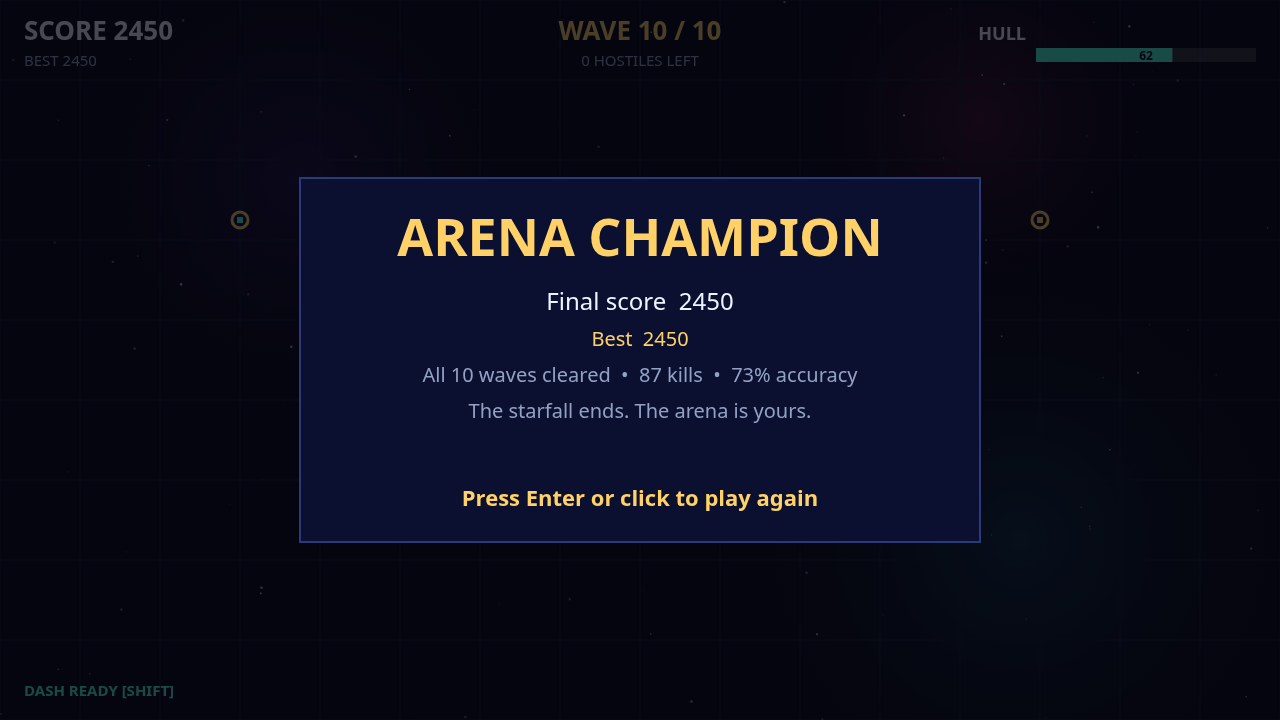 SCORE 2450
BEST 2450
WAVE 10 / 10
0 HOSTILES LEFT
HULL
62
ARENA CHAMPION
Final score 2450
Best 2450
All 10 waves cleared • 87 kills • 73% accuracy
The starfall ends. The arena is yours.
Press Enter or click to play again
DASH READY [SHIFT]